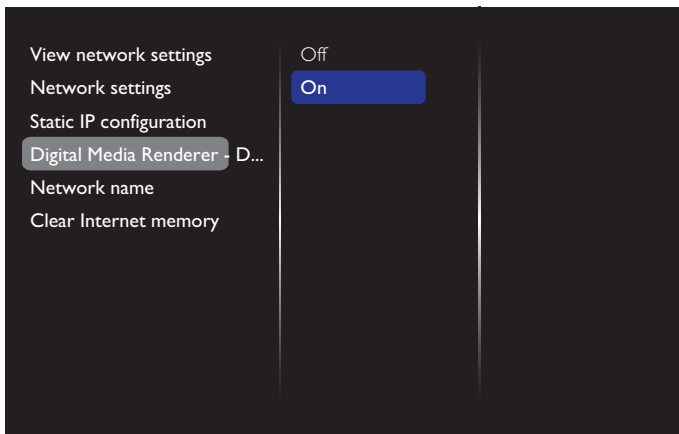 View network settings
Network settings
Static IP configuration
Digital Media Renderer - D...
Network name
Clear Internet memory
Off
On